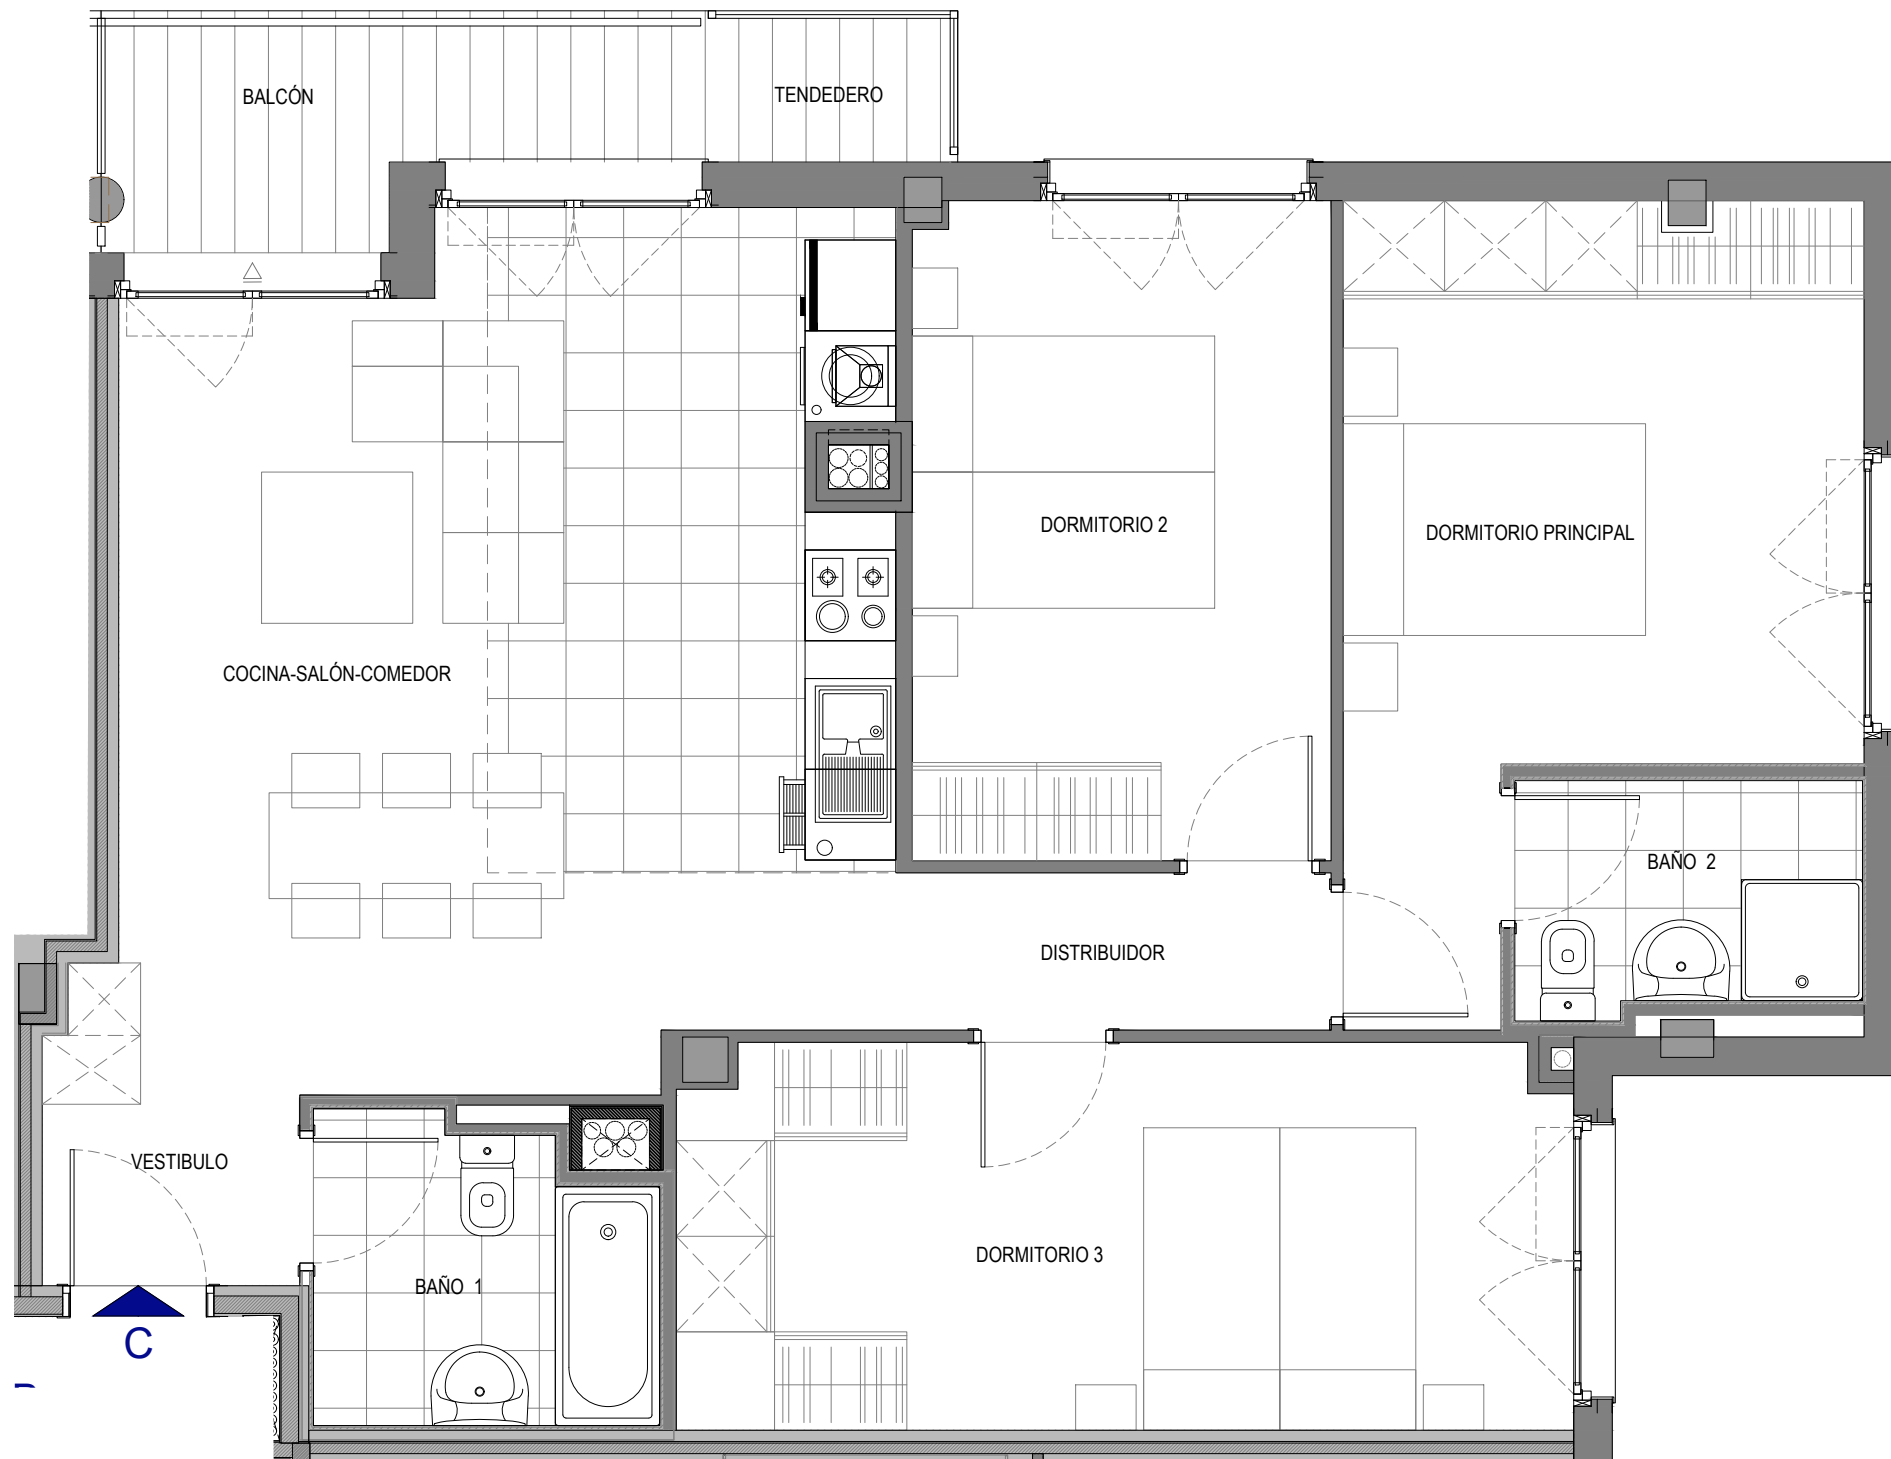 BALCÓN
TENDEDERO
DORMITORIO 2
DORMITORIO PRINCIPAL
COCINA-SALÓN-COMEDOR
BAÑO 2
DISTRIBUIDOR
VESTIBULO
DORMITORIO 3
BAÑO 1
C